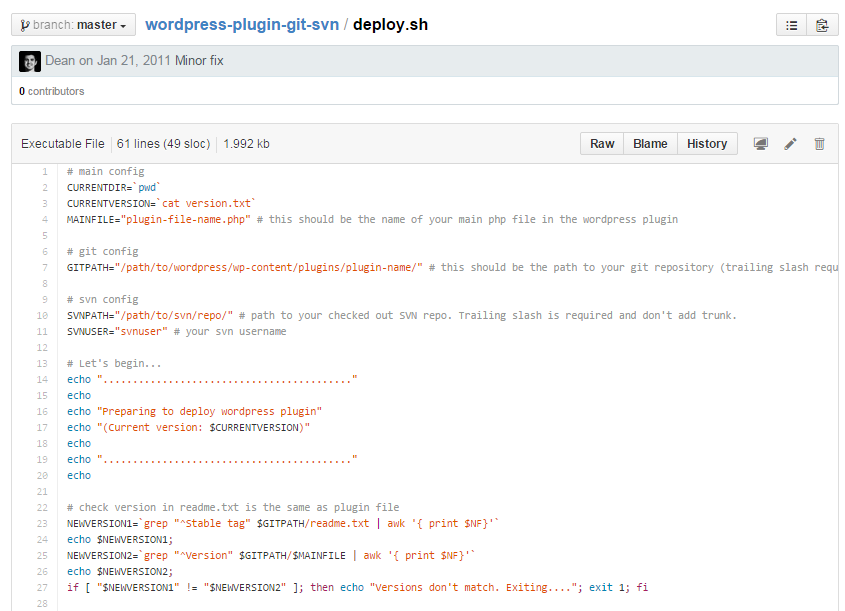 branch: master wordpress-plugin-git-svn / deploy.sh
Dean on Jan 21, 2011 Minor fix
0 contributors
Executable File 61 lines (49 sloc) 1.992 kb Raw Blame History
1 # main config
2 CURRENTDIR=`pwd`
3 CURRENTVERSION=`cat version.txt`
4 MAINFILE="plugin-file-name.php" # this should be the name of your main php file in the wordpress plugin
5
6 # git config
7 GITPATH="/path/to/wordpress/wp-content/plugins/plugin-name/" # this should be the path to your git repository (trailing slash requ
8
9 # svn config
10 SVNPATH="/path/to/svn/repo/" # path to your checked out SVN repo. Trailing slash is required and don't add trunk.
11 SVNUSER="svnuser" # your svn username
12
13 # Let's begin...
14 echo ".........................................."
15 echo
16 echo "Preparing to deploy wordpress plugin"
17 echo "(Current version: $CURRENTVERSION)"
18 echo
19 echo ".........................................."
20 echo
21
22 # check version in readme.txt is the same as plugin file
23 NEWVERSION1=`grep "^Stable tag" $GITPATH/readme.txt | awk '{ print $NF}'`
24 echo $NEWVERSION1;
25 NEWVERSION2=`grep "^Version" $GITPATH/$MAINFILE | awk '{ print $NF}'`
26 echo $NEWVERSION2;
27 if [ "$NEWVERSION1" != "$NEWVERSION2" ]; then echo "Versions don't match. Exiting...."; exit 1; fi
28